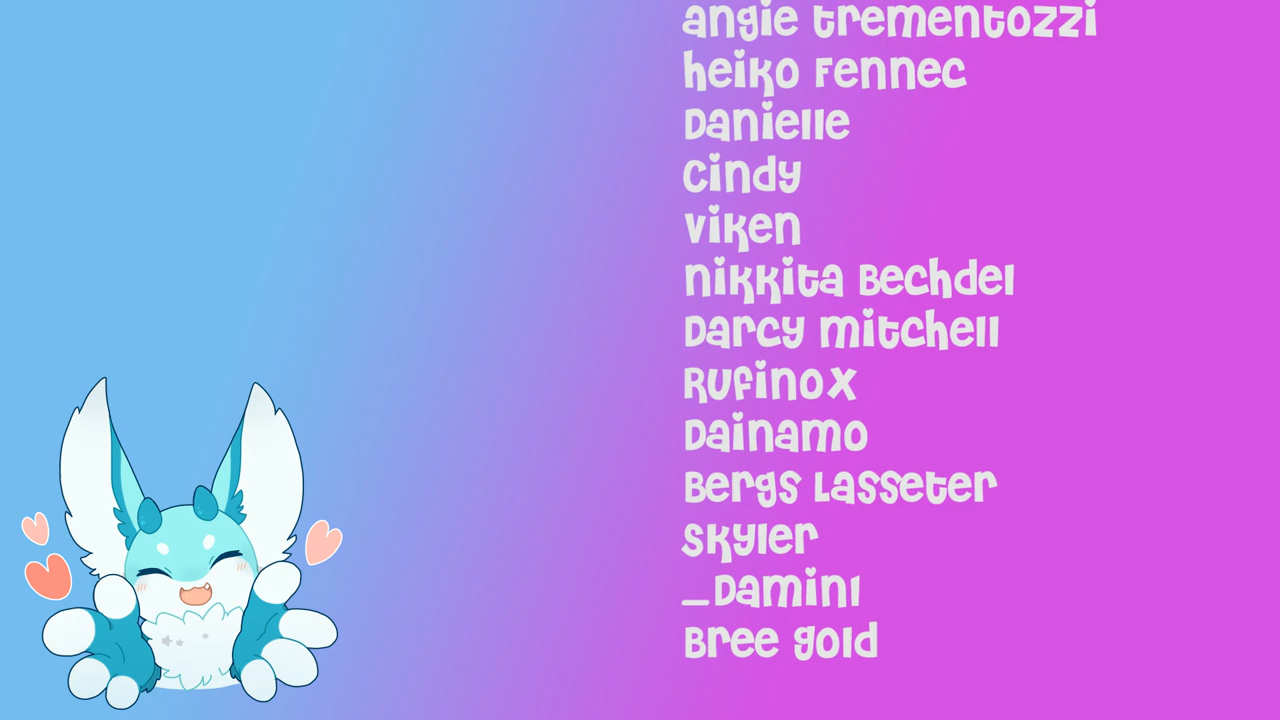 angie trementozzi
heiko fennec
Danielle
Cindy
Viken
Nikkita Bechdel
Darcy Mitchell
RufinoX
Dainamo
Bergs Lasseter
Skyler
_Damini
Bree gold